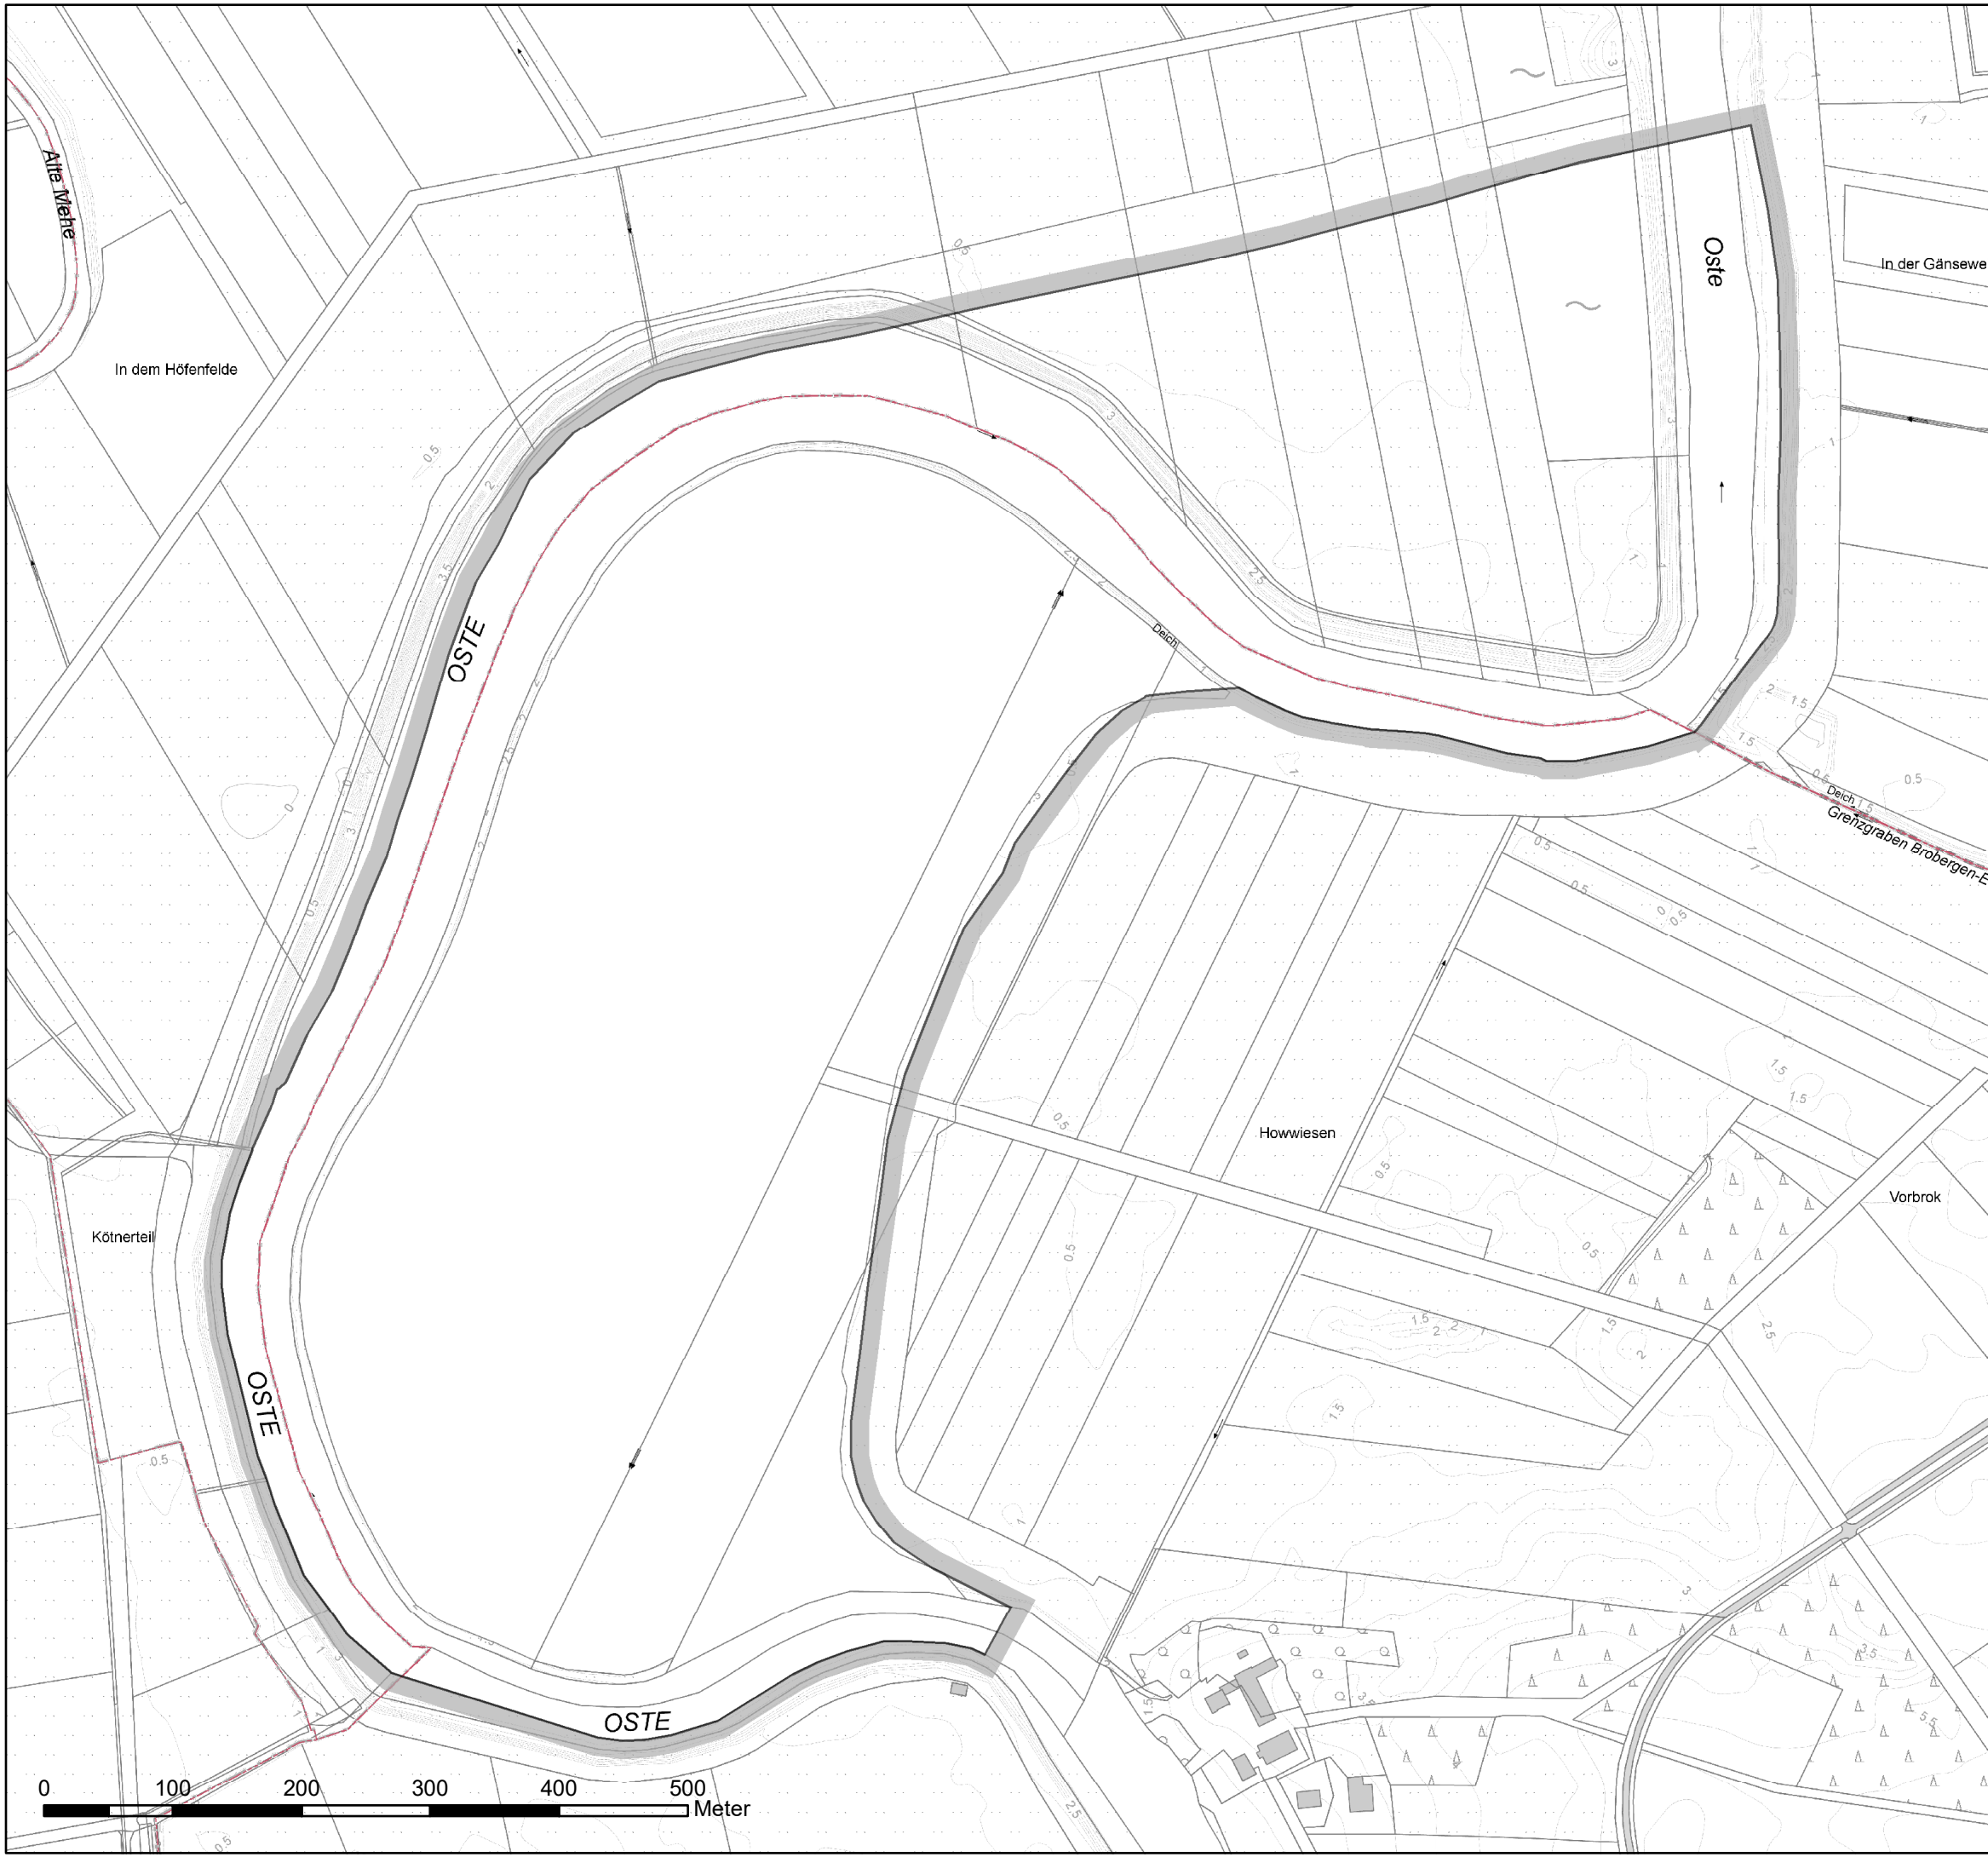 Alte Mehe
Oste
In der Gänsewe
In dem Höfenfelde
OSTE
Deich
Deich
Grenzgraben Brobergen-E
Howwiesen
Vorbrok
Kötnerteil
OSTE
OSTE
0 100 200 300 400 500
Meter